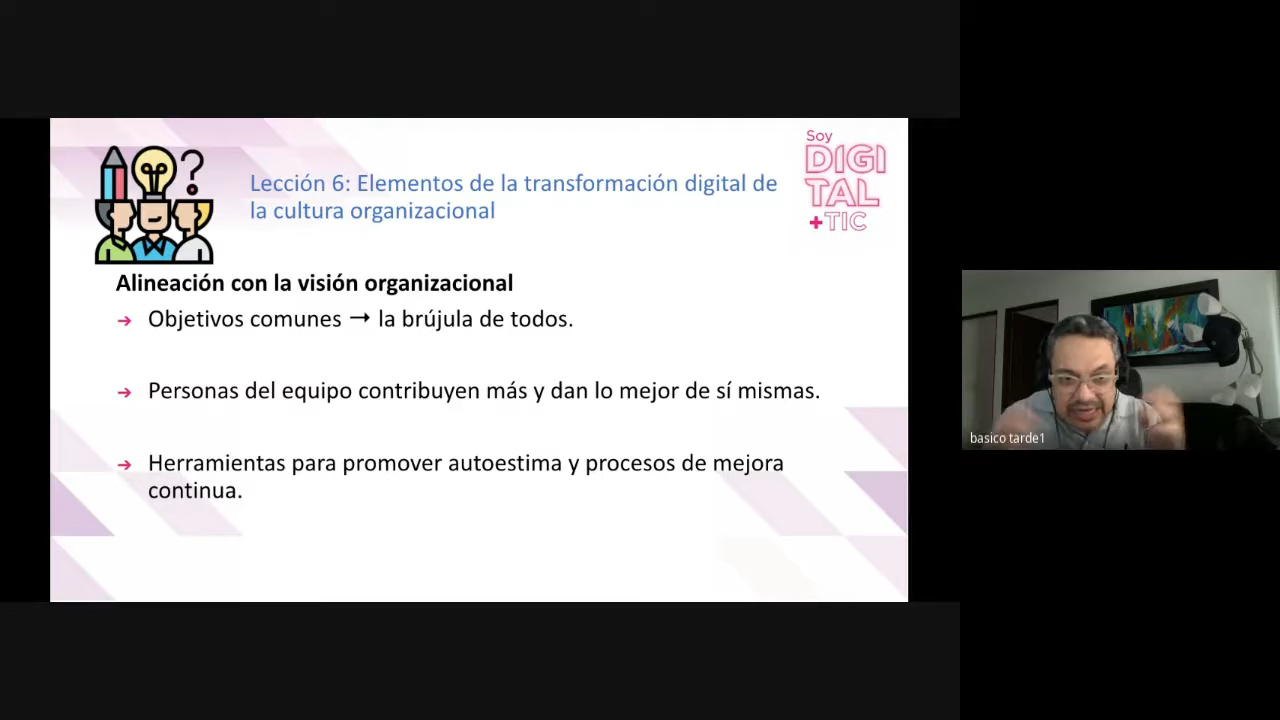 Lección 6: Elementos de la transformación digital de
la cultura organizacional
Soy
DIGI
TAL
+TIC
Alineación con la visión organizacional
➔ Objetivos comunes → la brújula de todos.
➔ Personas del equipo contribuyen más y dan lo mejor de sí mismas.
➔ Herramientas para promover autoestima y procesos de mejora
continua.
basico tarde1